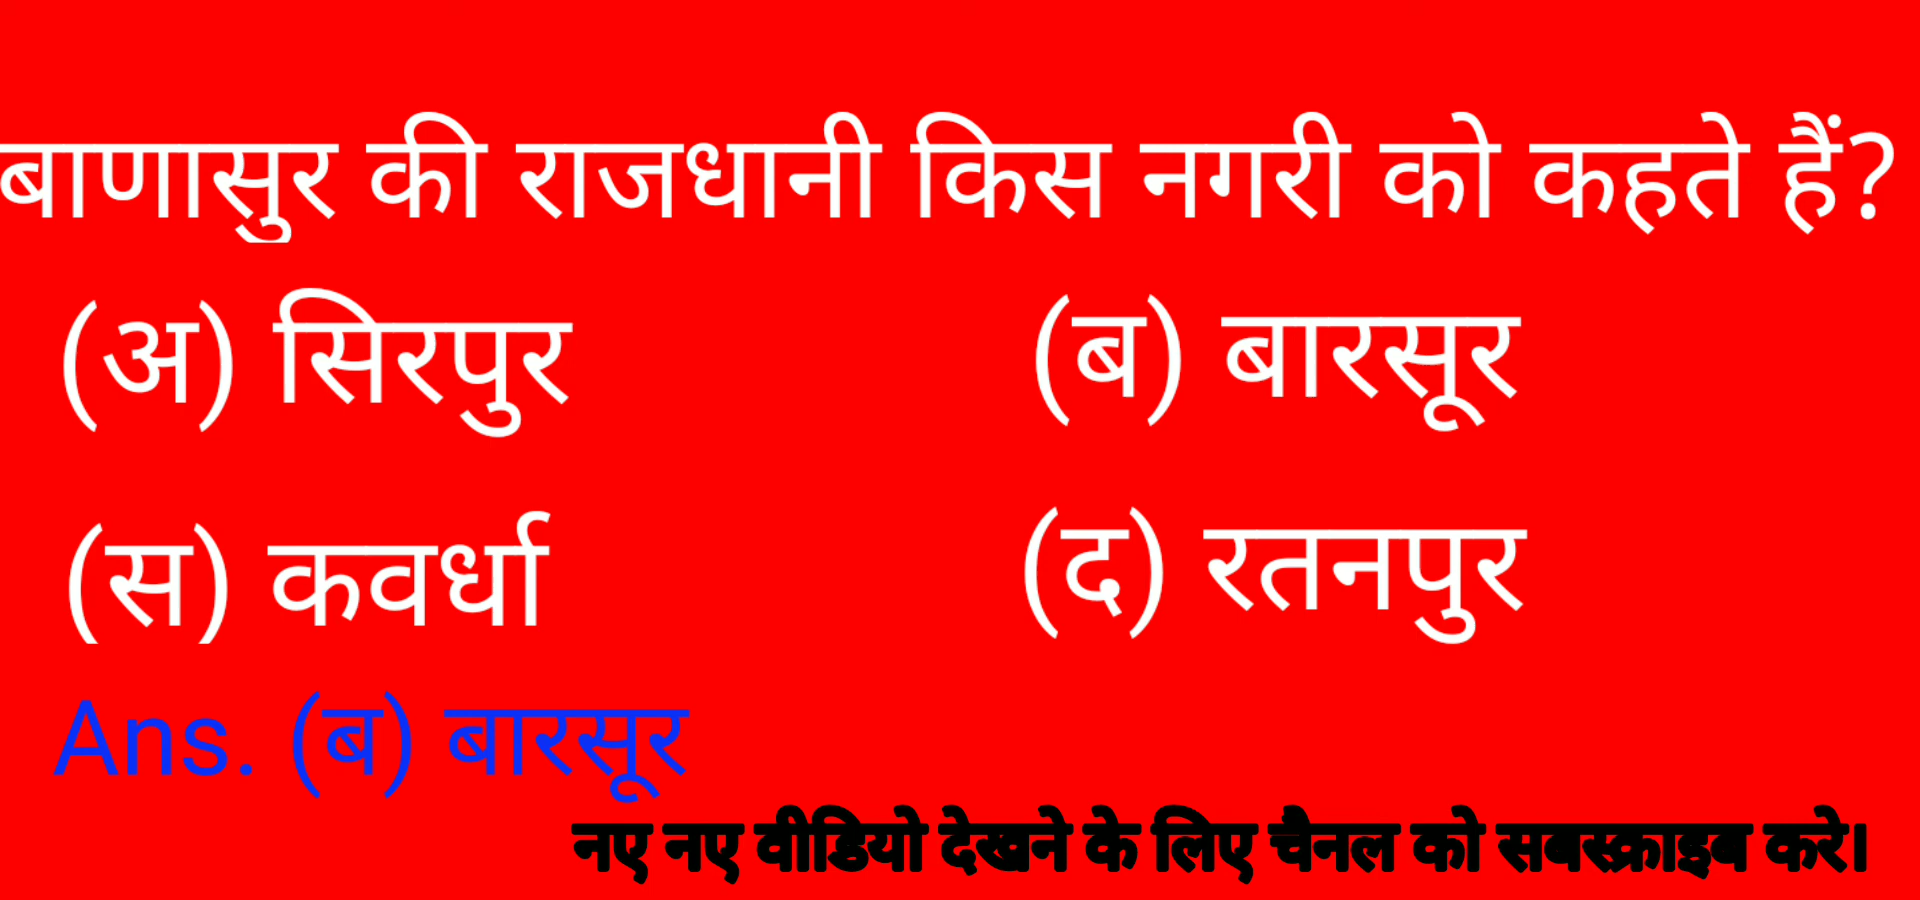 बाणासुर की राजधानी किस नगरी को कहते हैं?
(अ) सिरपुर (ब) बारसूर
(स) कवर्धा (द) रतनपुर
Ans. (ब) बारसूर
नए नए वीडियो देखने के लिए चैनल को सबस्क्राइब करे।